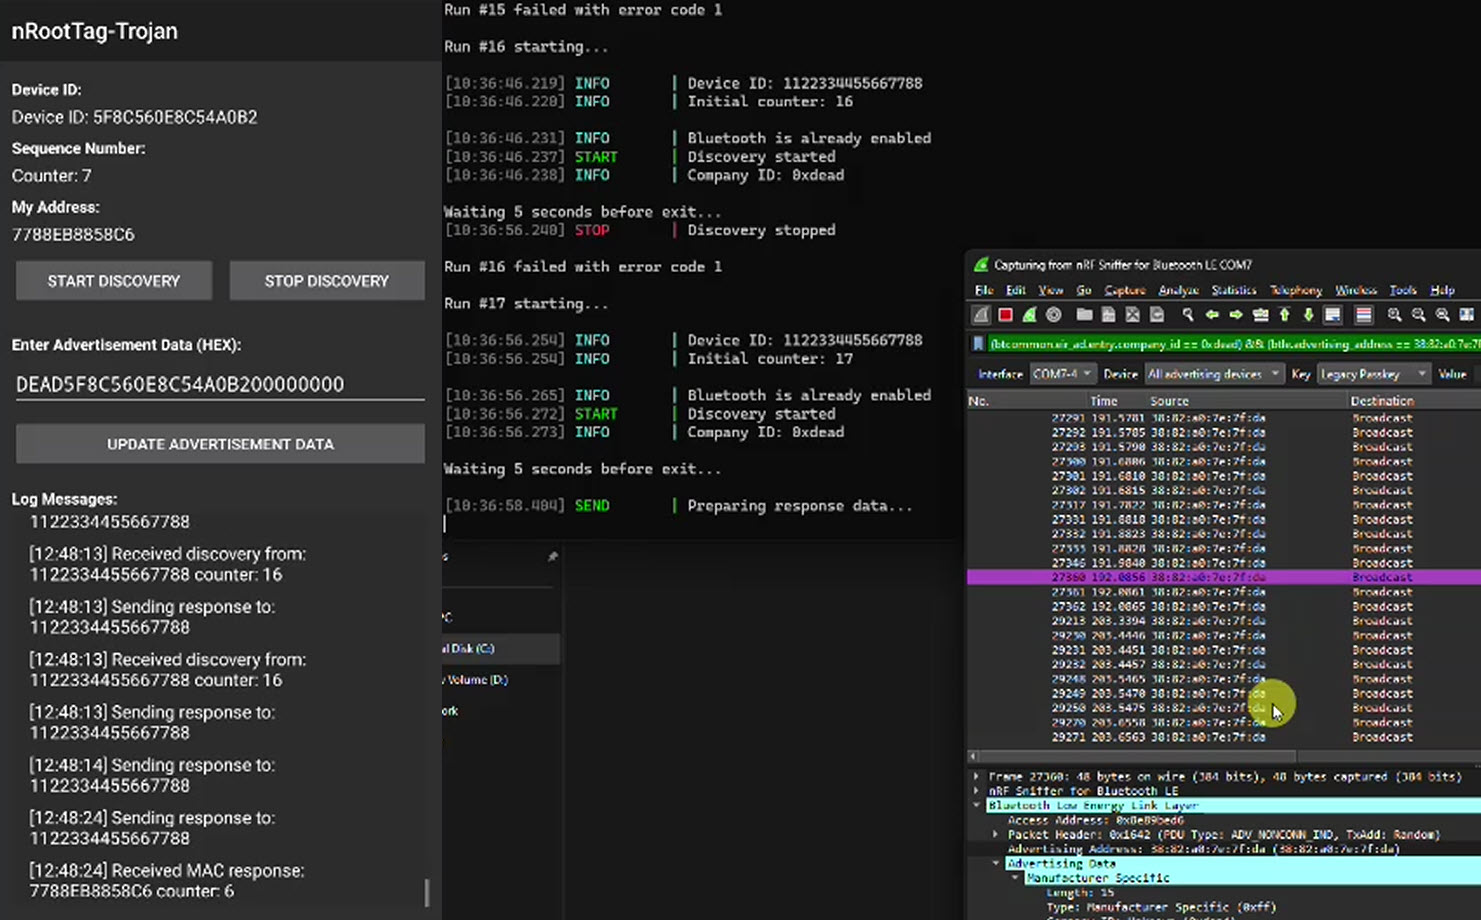 nRootTag-Trojan
Device ID:
Device ID: 5F8C560E8C54A0B2
Sequence Number:
Counter: 7
My Address:
7788EB8858C6
START DISCOVERY
STOP DISCOVERY
Enter Advertisement Data (HEX):
DEAD5F8C560E8C54A0B200000000
UPDATE ADVERTISEMENT DATA
Log Messages:
1122334455667788
[12:48:13] Received discovery from:
1122334455667788 counter: 16
[12:48:13] Sending response to:
1122334455667788
[12:48:13] Received discovery from:
1122334455667788 counter: 16
[12:48:13] Sending response to:
1122334455667788
[12:48:14] Sending response to:
1122334455667788
[12:48:24] Sending response to:
1122334455667788
[12:48:24] Received MAC response:
7788EB8858C6 counter: 6
Run #15 failed with error code 1
Run #16 starting...
[10:36:46.219] INFO | Device ID: 1122334455667788
[10:36:46.220] INFO | Initial counter: 16
[10:36:46.231] INFO | Bluetooth is already enabled
[10:36:46.237] START | Discovery started
[10:36:46.238] INFO | Company ID: 0xdead
Waiting 5 seconds before exit...
[10:36:56.240] STOP | Discovery stopped
Run #16 failed with error code 1
Run #17 starting...
[10:36:56.254] INFO | Device ID: 1122334455667788
[10:36:56.254] INFO | Initial counter: 17
[10:36:56.265] INFO | Bluetooth is already enabled
[10:36:56.272] START | Discovery started
[10:36:56.273] INFO | Company ID: 0xdead
Waiting 5 seconds before exit...
[10:36:58.404] SEND | Preparing response data...
al Disk (C:)
Volume (D:)
Capturing from nRF Sniffer for Bluetooth LE COM7
File Edit View Go Capture Analyze Statistics Telephony Wireless Tools Help
(btcommon.eir_ad.entry.company_id == 0xdead) && (btle.advertising_address == 38:82:a0:7e:7f
Interface COM7-4 Device All advertising devices Key Legacy Passkey Value
No. Time Source Destination
27291 191.5781 38:82:a0:7e:7f:da Broadcast
27292 191.5785 38:82:a0:7e:7f:da Broadcast
27293 191.5790 38:82:a0:7e:7f:da Broadcast
27300 191.6806 38:82:a0:7e:7f:da Broadcast
27301 191.6810 38:82:a0:7e:7f:da Broadcast
27302 191.6815 38:82:a0:7e:7f:da Broadcast
27317 191.7822 38:82:a0:7e:7f:da Broadcast
27331 191.8818 38:82:a0:7e:7f:da Broadcast
27332 191.8823 38:82:a0:7e:7f:da Broadcast
27333 191.8828 38:82:a0:7e:7f:da Broadcast
27346 191.9840 38:82:a0:7e:7f:da Broadcast
27360 192.0856 38:82:a0:7e:7f:da Broadcast
27361 192.0861 38:82:a0:7e:7f:da Broadcast
27362 192.0865 38:82:a0:7e:7f:da Broadcast
29213 203.3394 38:82:a0:7e:7f:da Broadcast
29230 203.4446 38:82:a0:7e:7f:da Broadcast
29231 203.4451 38:82:a0:7e:7f:da Broadcast
29232 203.4457 38:82:a0:7e:7f:da Broadcast
29248 203.5465 38:82:a0:7e:7f:da Broadcast
29249 203.5470 38:82:a0:7e:7f:da Broadcast
29250 203.5475 38:82:a0:7e:7f:da Broadcast
29270 203.6558 38:82:a0:7e:7f:da Broadcast
29271 203.6563 38:82:a0:7e:7f:da Broadcast
Frame 27360: 48 bytes on wire (384 bits), 48 bytes captured (384 bits)
nRF Sniffer for Bluetooth LE
Bluetooth Low Energy Link Layer
Access Address: 0x8e89bed6
Packet Header: 0x1642 (PDU Type: ADV_NONCONN_IND, TxAdd: Random)
Advertising Address: 38:82:a0:7e:7f:da (38:82:a0:7e:7f:da)
Advertising Data
Manufacturer Specific
Length: 15
Type: Manufacturer Specific (0xff)